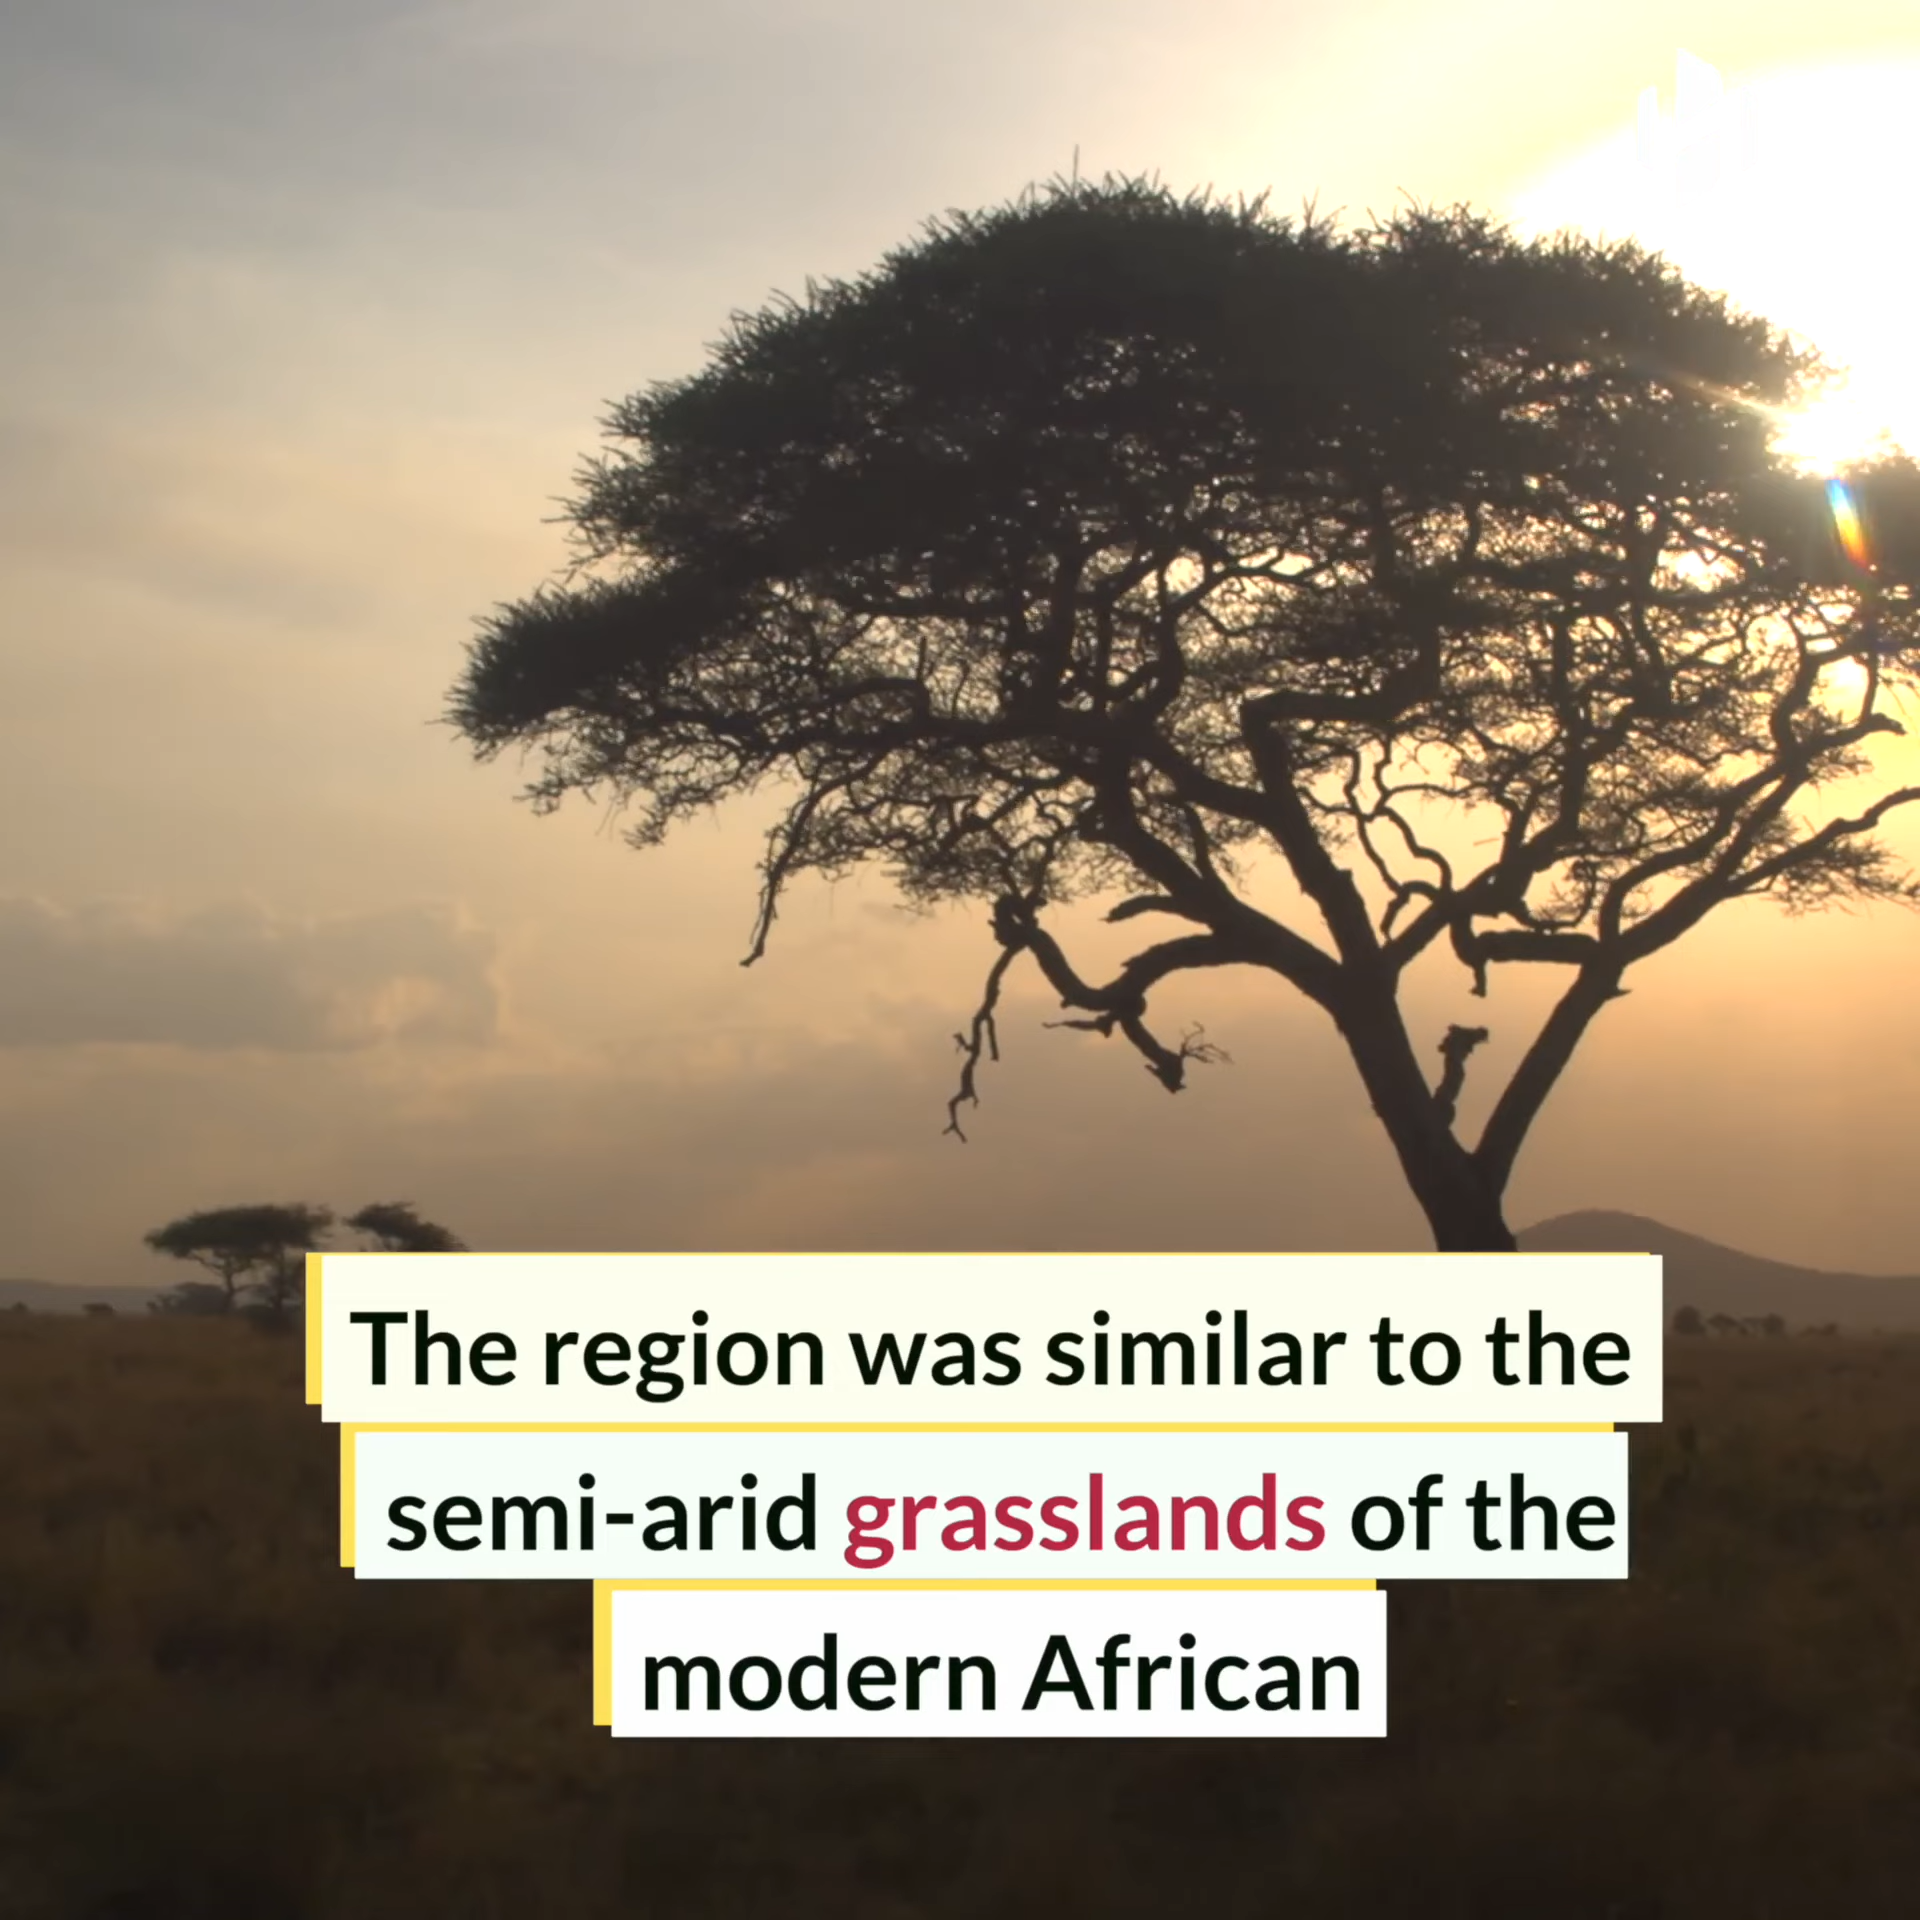 The region was similar to the
semi-arid grasslands of the
modern African